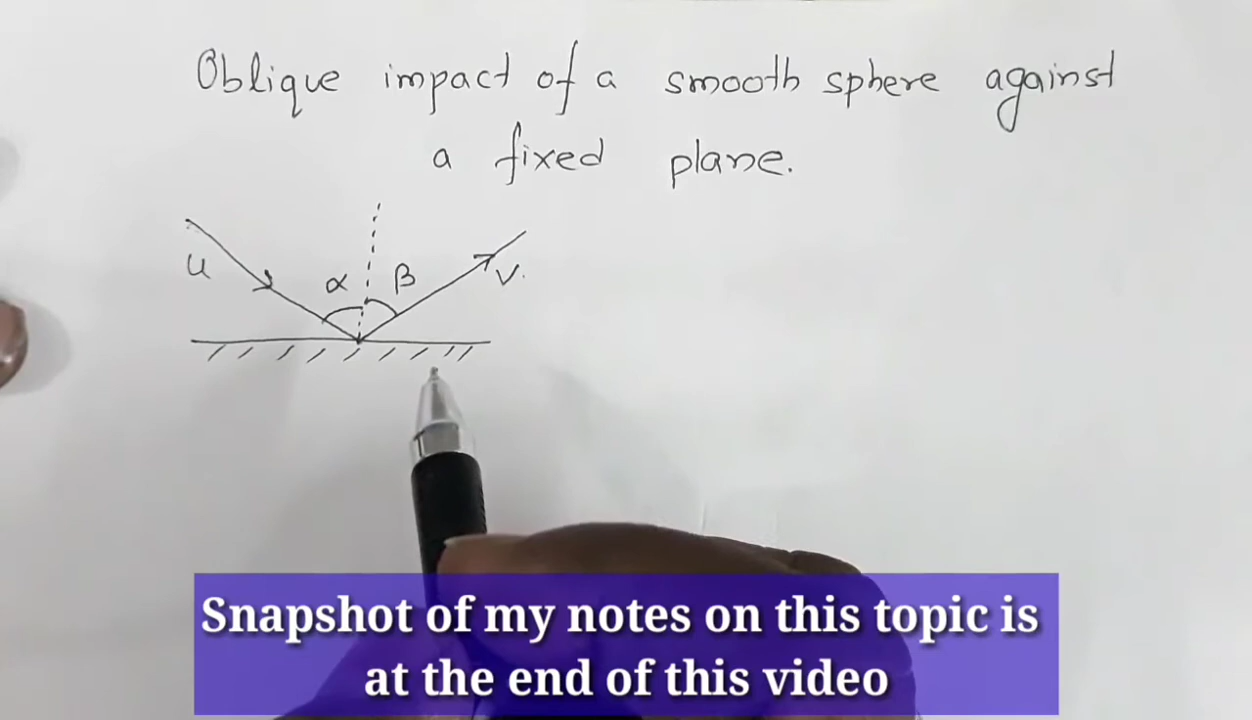 Oblique impact of a smooth sphere against
a fixed plane.
u α β v.
Snapshot of my notes on this topic is
at the end of this video